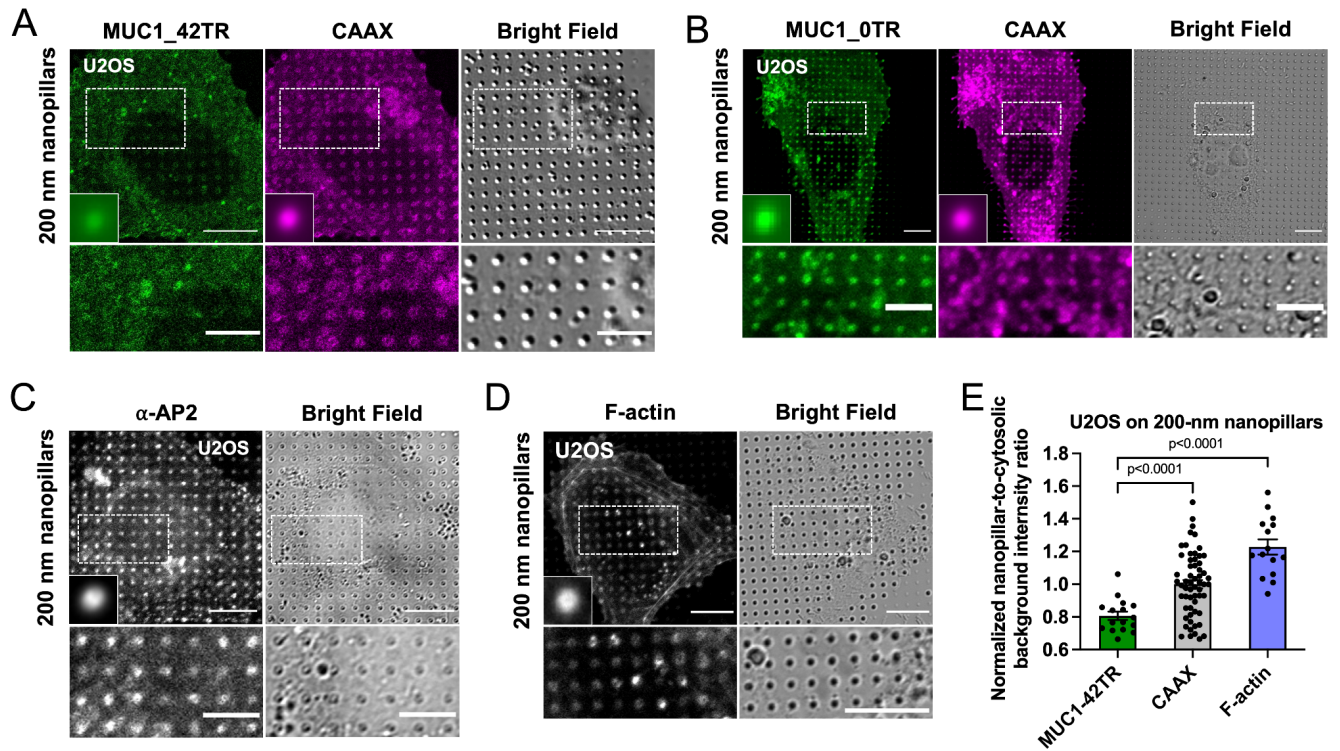 A
MUC1_42TR
CAAX
Bright Field
200 nm nanopillars
U2OS
B
MUC1_0TR
CAAX
Bright Field
200 nm nanopillars
U2OS
C
α-AP2
Bright Field
200 nm nanopillars
U2OS
D
F-actin
Bright Field
200 nm nanopillars
U2OS
E
U2OS on 200-nm nanopillars
p<0.0001
p<0.0001
Normalized nanopillar-to-cytosolic
background internsity ratio
1.8
1.6
1.4
1.2
1.0
0.8
0.6
MUC1-42TR
CAAX
F-actin